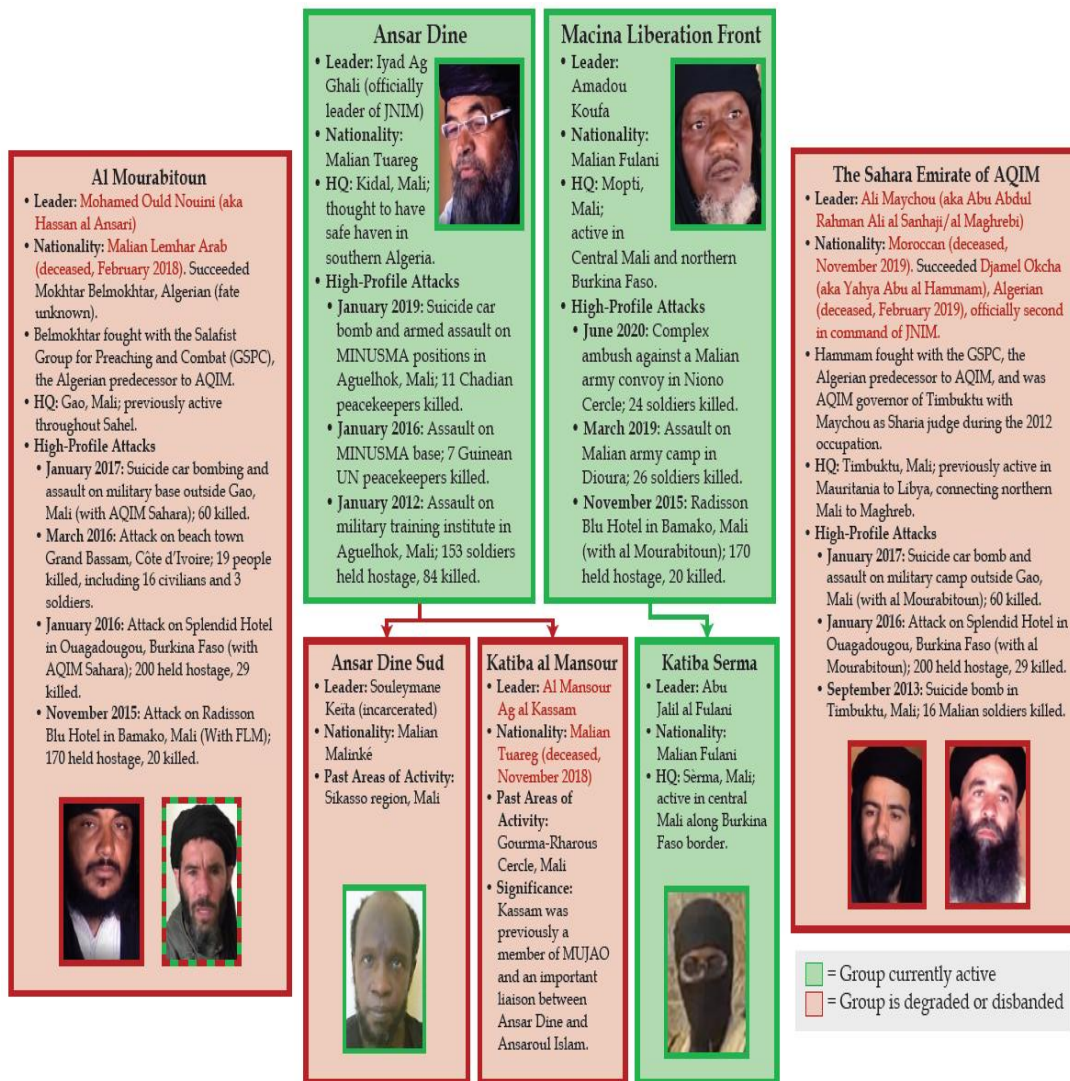 Ansar Dine
• Leader: Iyad Ag
Ghali (officially
leader of JNIM)
• Nationality:
Malian Tuareg
• HQ: Kidal, Mali;
thought to have
safe haven in
southern Algeria.
• High-Profile Attacks
• January 2019: Suicide car
bomb and armed assault on
MINUSMA positions in
Aguelhok, Mali; 11 Chadian
peacekeepers killed.
• January 2016: Assault on
MINUSMA base; 7 Guinean
UN peacekeepers killed.
• January 2012: Assault on
military training institute in
Aguelhok, Mali; 153 soldiers
held hostage, 84 killed.
Macina Liberation Front
• Leader:
Amadou
Koufa
• Nationality:
Malian Fulani
• HQ: Mopti,
Mali;
active in
Central Mali and northern
Burkina Faso.
• High-Profile Attacks
• June 2020: Complex
ambush against a Malian
army convoy in Niono
Cercle; 24 soldiers killed.
• March 2019: Assault on
Malian army camp in
Dioura; 26 soldiers killed.
• November 2015: Radisson
Blu Hotel in Bamako, Mali
(with al Mourabitoun); 170
held hostage, 20 killed.
Al Mourabitoun
• Leader: Mohamed Ould Nouini (aka
Hassan al Ansari)
• Nationality: Malian Lemhar Arab
(deceased, February 2018). Succeeded
Mokhtar Belmokhtar, Algerian (fate
unknown).
• Belmokhtar fought with the Salafist
Group for Preaching and Combat (GSPC),
the Algerian predecessor to AQIM.
• HQ: Gao, Mali; previously active
throughout Sahel.
• High-Profile Attacks
• January 2017: Suicide car bombing and
assault on military base outside Gao,
Mali (with AQIM Sahara); 60 killed.
• March 2016: Attack on beach town
Grand Bassam, Côte d'Ivoire; 19 people
killed, including 16 civilians and 3
soldiers.
• January 2016: Attack on Splendid Hotel
in Ouagadougou, Burkina Faso (with
AQIM Sahara); 200 held hostage, 29
killed.
• November 2015: Attack on Radisson
Blu Hotel in Bamako, Mali (With FLM);
170 held hostage, 20 killed.
The Sahara Emirate of AQIM
• Leader: Ali Maychou (aka Abu Abdul
Rahman Ali al Sanhaji/al Maghrebi)
• Nationality: Moroccan (deceased,
November 2019). Succeeded Djamel Okcha
(aka Yahya Abu al Hammam), Algerian
(deceased, February 2019), officially second
in command of JNIM.
• Hammam fought with the GSPC, the
Algerian predecessor to AQIM, and was
AQIM governor of Timbuktu with
Maychou as Sharia judge during the 2012
occupation.
• HQ: Timbuktu, Mali; previously active in
Mauritania to Libya, connecting northern
Mali to Maghreb.
• High-Profile Attacks
• January 2017: Suicide car bomb and
assault on military camp outside Gao,
Mali (with al Mourabitoun); 60 killed.
• January 2016: Attack on Splendid Hotel in
Ouagadougou, Burkina Faso (with al
Mourabitoun); 200 held hostage, 29 killed.
• September 2013: Suicide bomb in
Timbuktu, Mali; 16 Malian soldiers killed.
Ansar Dine Sud
• Leader: Souleymane
Keïta (incarcerated)
• Nationality: Malian
Malinké
• Past Areas of Activity:
Sikasso region, Mali
Katiba al Mansour
• Leader: Al Mansour
Ag al Kassam
• Nationality: Malian
Tuareg (deceased,
November 2018)
• Past Areas of
Activity:
Gourma-Rharous
Cercle, Mali
• Significance:
Kassam was
previously a
member of MUJAO
and an important
liaison between
Ansar Dine and
Ansaroul Islam.
Katiba Serma
• Leader: Abu
Jalil al Fulani
• Nationality:
Malian Fulani
• HQ: Sèrma, Mali;
active in central
Mali along Burkina
Faso border.
= Group currently active
= Group is degraded or disbanded